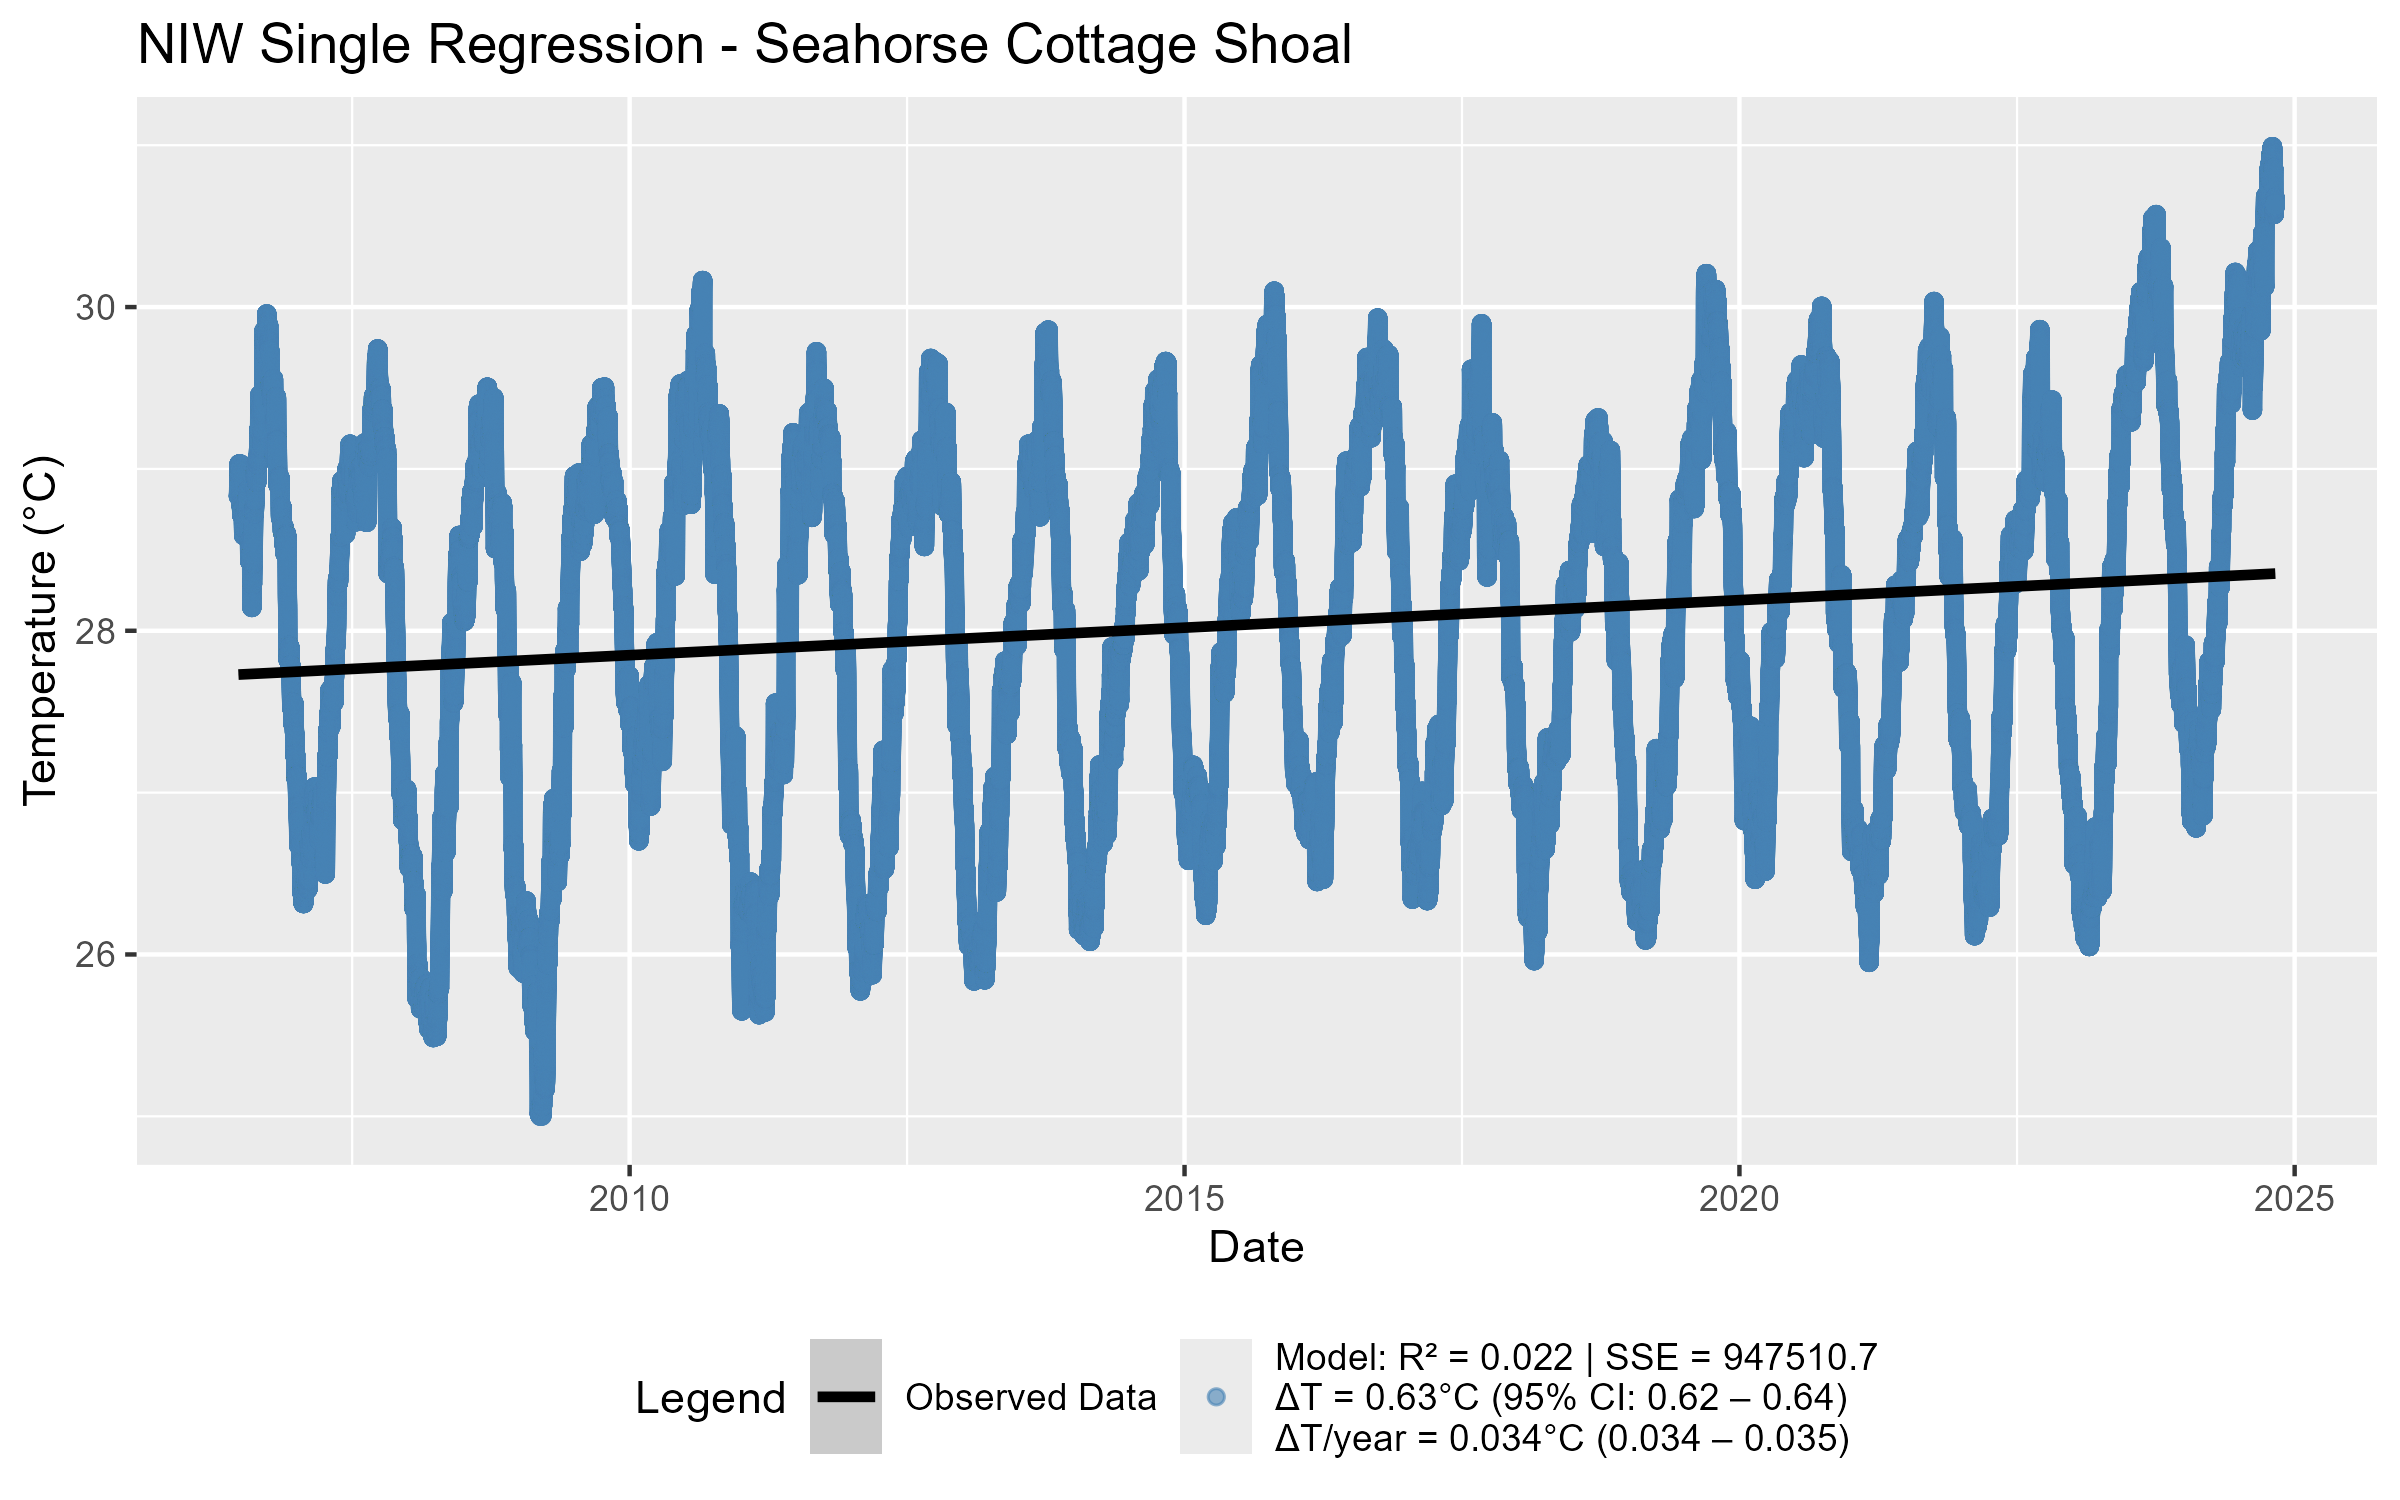 NIW Single Regression - Seahorse Cottage Shoal
Temperature (°C)
30
28
26
2010
2015
2020
2025
Date
Legend
Observed Data
Model: R² = 0.022 | SSE = 947510.7
ΔT = 0.63°C (95% CI: 0.62 – 0.64)
ΔT/year = 0.034°C (0.034 – 0.035)